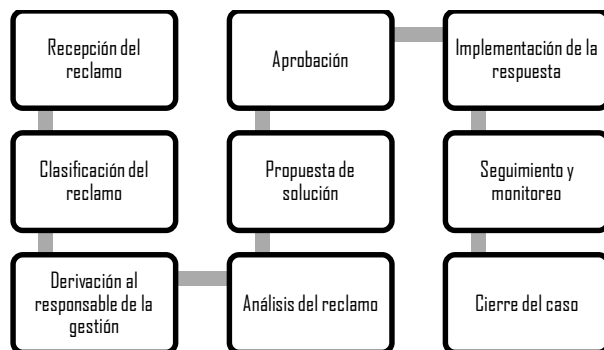 Recepción del
reclamo
Clasificación del
reclamo
Derivación al
responsable de la
gestión
Análisis del reclamo
Propuesta de
solución
Aprobación
Implementación de la
respuesta
Seguimiento y
monitoreo
Cierre del caso